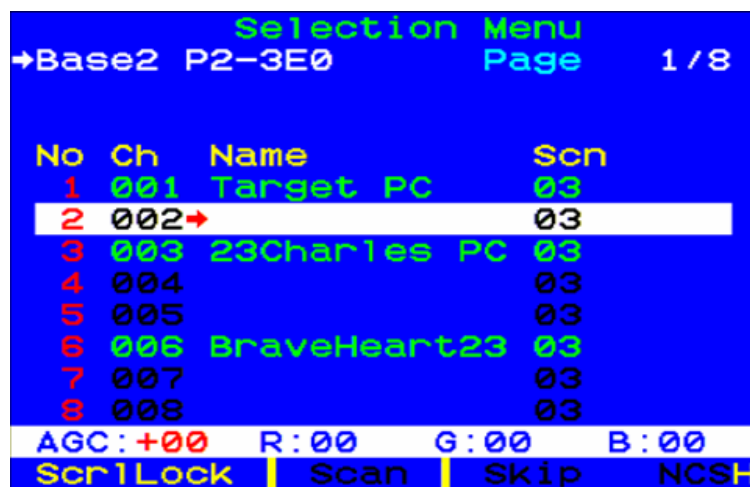 Selection Menu
→Base2 P2-3E0 Page 1/8
No Ch Name Scn
1 001 Target PC 03
2 002→ 03
3 003 23Charles PC 03
4 004 03
5 005 03
6 006 BraveHeart23 03
7 007 03
8 008 03
AGC:+00 R:00 G:00 B:00
ScrlLock Scan Skip NCSH